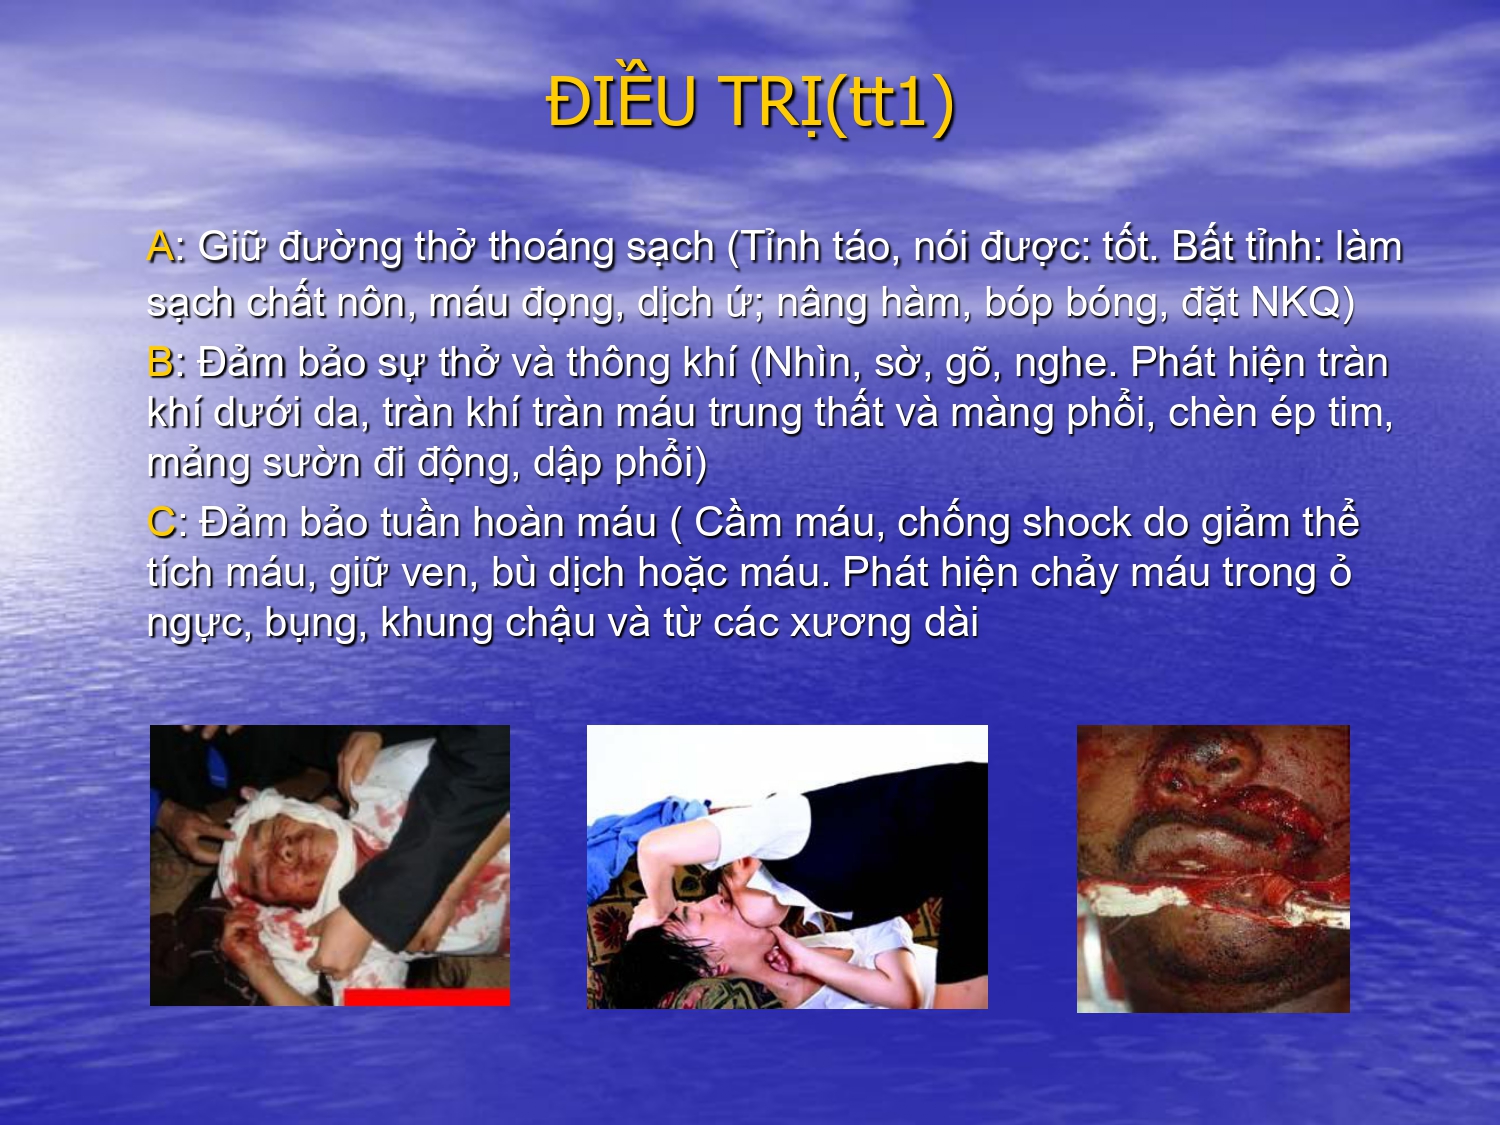 ĐIỀU TRỊ(tt1)
A: Giữ đường thở thoáng sạch (Tỉnh táo, nói được: tốt. Bất tỉnh: làm
sạch chất nôn, máu đọng, dịch ứ; nâng hàm, bóp bóng, đặt NKQ)
B: Đảm bảo sự thở và thông khí (Nhìn, sờ, gõ, nghe. Phát hiện tràn
khí dưới da, tràn khí tràn máu trung thất và màng phổi, chèn ép tim,
mảng sườn đi động, dập phổi)
C: Đảm bảo tuần hoàn máu ( Cầm máu, chống shock do giảm thể
tích máu, giữ ven, bù dịch hoặc máu. Phát hiện chảy máu trong ỏ
ngực, bụng, khung chậu và từ các xương dài